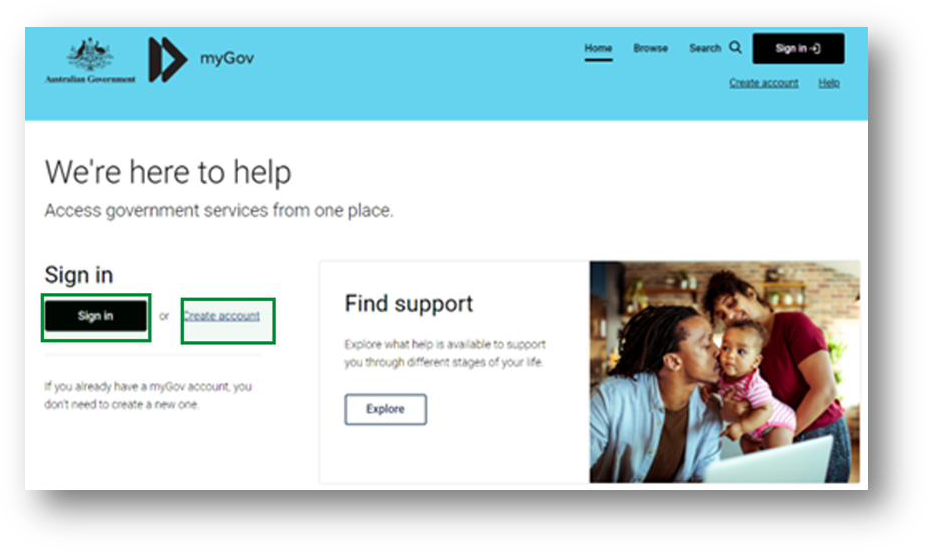 Australian Government
myGov
Home Browse Search Sign in
Create account Help
We're here to help
Access government services from one place.
Sign in
Sign in or Create account
If you already have a myGov account, you
don't need to create a new one.
Find support
Explore what help is available to support
you through different stages of your life.
Explore